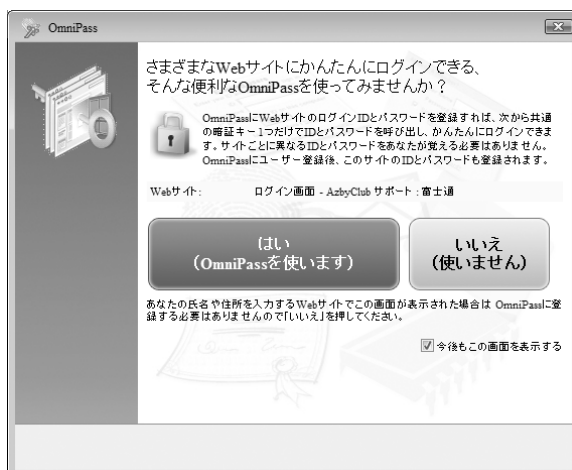 OmniPass
さまざまなWebサイトにかんたんにログインできる、
そんな便利なOmniPassを使ってみませんか?
OmniPassにWebサイトのログインIDとパスワードを登録すれば、次から共通
の暗証キー1つだけでIDとパスワードを呼び出し、かんたんにログインできま
す。サイトごとに異なるIDとパスワードをあなたが覚える必要はありません。
OmniPassにユーザー登録後、このサイトのIDとパスワードも登録されます。
Webサイト: ログイン画面 - AzbyClub サポート : 富士通
はい
(OmniPassを使います)
いいえ
(使いません)
あなたの氏名や住所を入力するWebサイトでこの画面が表示された場合は OmniPassに登
録する必要はありませんので「いいえ」を押してください。
今後もこの画面を表示する